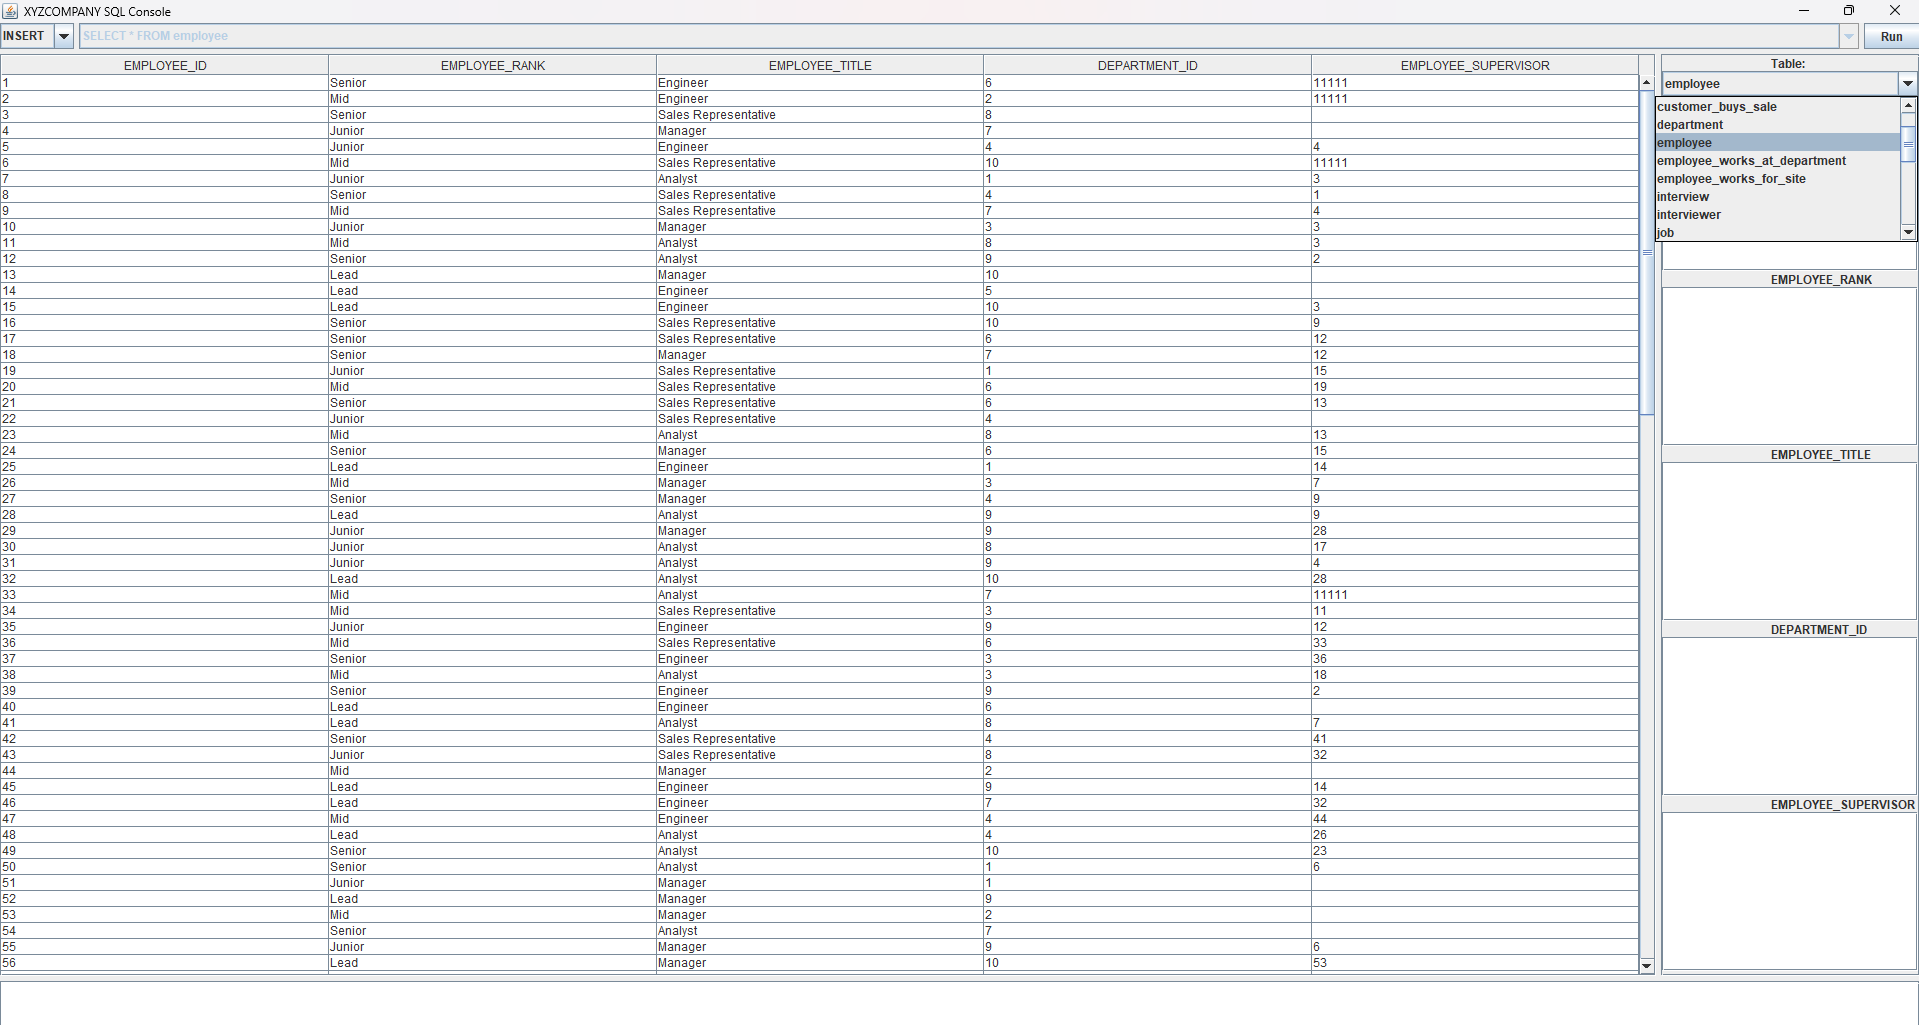 XYZCOMPANY SQL Console
INSERT SELECT * FROM employee Run
EMPLOYEE_ID EMPLOYEE_RANK EMPLOYEE_TITLE DEPARTMENT_ID EMPLOYEE_SUPERVISOR
1 Senior Engineer 6 11111
2 Mid Engineer 2 11111
3 Senior Sales Representative 8
4 Junior Manager 7
5 Junior Engineer 4 4
6 Mid Sales Representative 10 11111
7 Junior Analyst 1 3
8 Senior Sales Representative 4 1
9 Mid Sales Representative 7 4
10 Junior Manager 3 3
11 Mid Analyst 8 3
12 Senior Analyst 9 2
13 Lead Manager 10
14 Lead Engineer 5
15 Lead Engineer 10 3
16 Senior Sales Representative 10 9
17 Senior Sales Representative 6 12
18 Senior Manager 7 12
19 Junior Sales Representative 1 15
20 Mid Sales Representative 6 19
21 Senior Sales Representative 6 13
22 Junior Sales Representative 4
23 Mid Analyst 8 13
24 Senior Manager 6 15
25 Lead Engineer 1 14
26 Mid Manager 3 7
27 Senior Manager 4 9
28 Lead Analyst 9 9
29 Junior Manager 9 28
30 Junior Analyst 8 17
31 Junior Analyst 9 4
32 Lead Analyst 10 28
33 Mid Analyst 7 11111
34 Mid Sales Representative 3 11
35 Junior Engineer 9 12
36 Mid Sales Representative 6 33
37 Senior Engineer 3 36
38 Mid Analyst 3 18
39 Senior Engineer 9 2
40 Lead Engineer 6
41 Lead Analyst 8 7
42 Senior Sales Representative 4 41
43 Junior Sales Representative 8 32
44 Mid Manager 2
45 Lead Engineer 9 14
46 Lead Engineer 7 32
47 Mid Engineer 4 44
48 Lead Analyst 4 26
49 Senior Analyst 10 23
50 Senior Analyst 1 6
51 Junior Manager 1
52 Lead Manager 9
53 Mid Manager 2
54 Senior Analyst 7
55 Junior Manager 9 6
56 Lead Manager 10 53
Table:
employee
customer_buys_sale
department
employee
employee_works_at_department
employee_works_for_site
interview
interviewer
job
EMPLOYEE_RANK
EMPLOYEE_TITLE
DEPARTMENT_ID
EMPLOYEE_SUPERVISOR